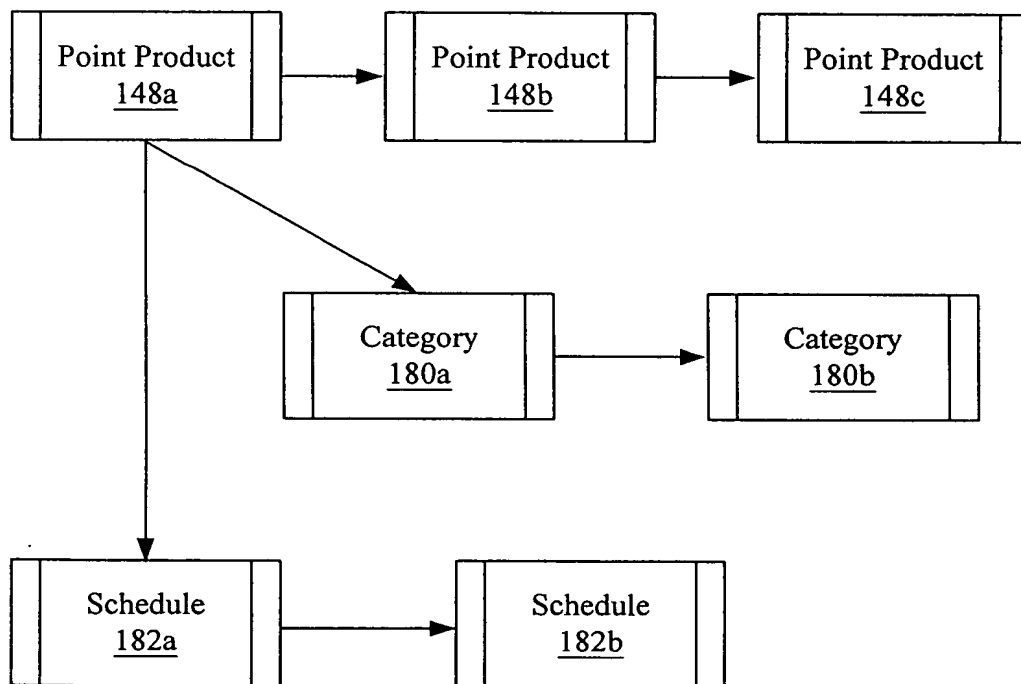 Point Product
148a
Point Product
148b
Point Product
148c
Category
180a
Category
180b
Schedule
182a
Schedule
182b